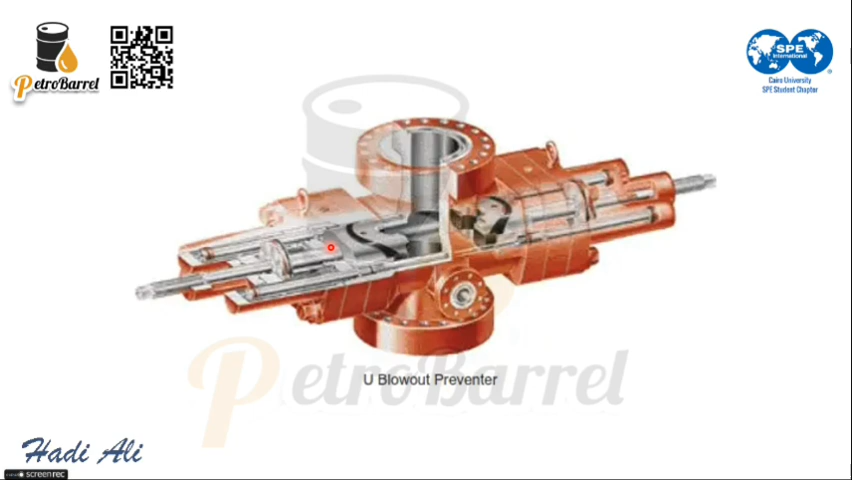 PetroBarrel
SPE
International
Cairo University
SPE Student Chapter
U Blowout Preventer
PetroBarrel
Hadi Ali
screenrec